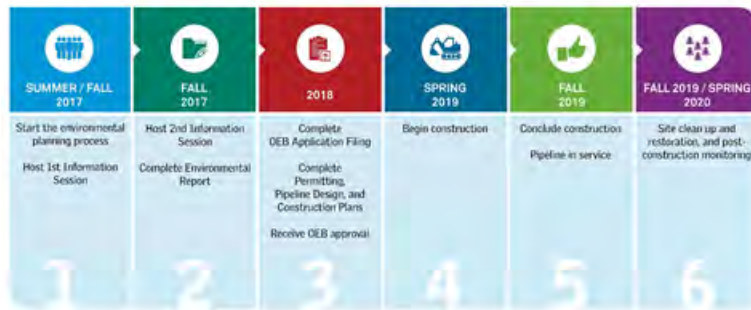 SUMMER / FALL
2017
Start the environmental
planning process
Host 1st Information
Session
1
FALL
2017
Host 2nd Information
Session
Complete Environmental
Report
2
2018
Complete
OEB Application Filing
Complete
Permitting,
Pipeline Design, and
Construction Plans
Receive OEB approval
3
SPRING
2019
Begin construction
4
FALL
2019
Conclude construction
Pipeline in service
5
FALL 2019 / SPRING
2020
Site clean up and
restoration, and post-
construction monitoring
6